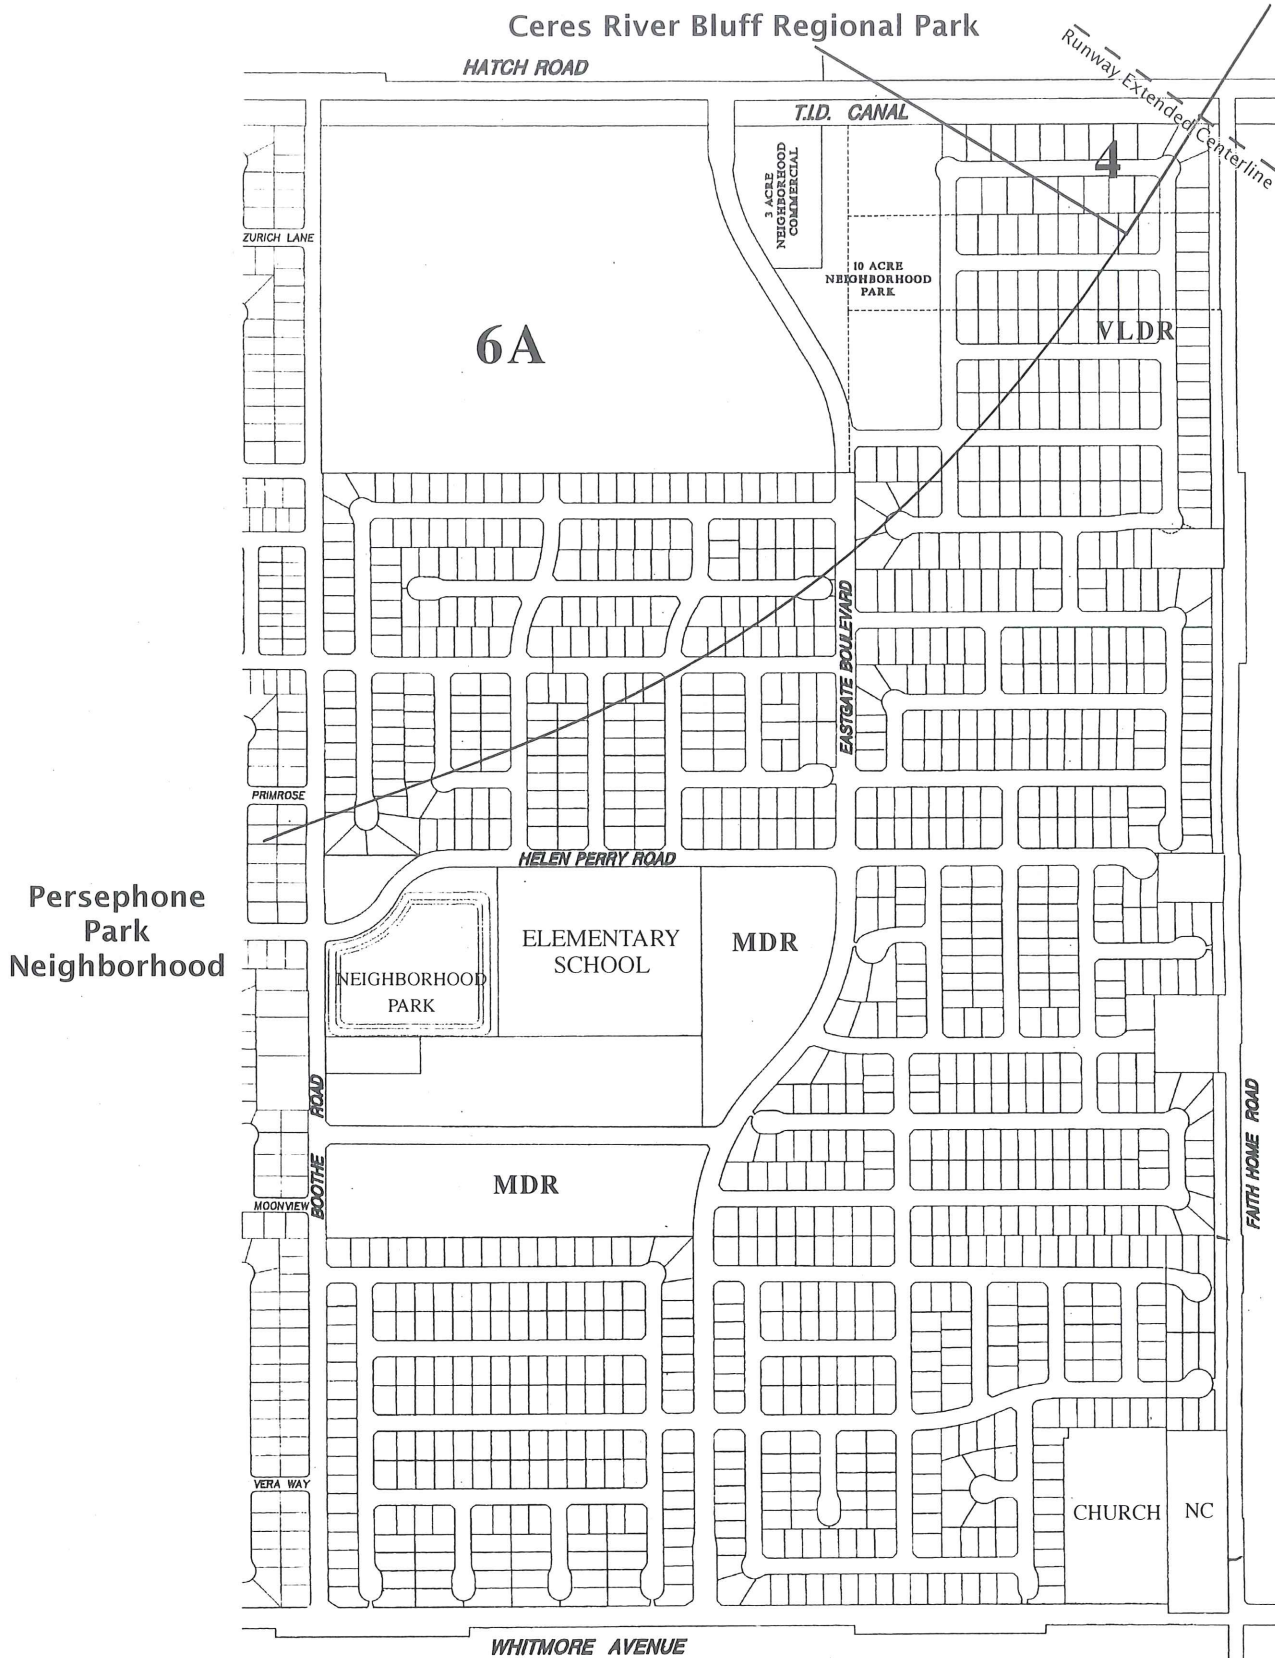 Ceres River Bluff Regional Park
Runway Extended Centerline
HATCH ROAD
T.I.D. CANAL
4
3 ACRE
NEIGHBORHOOD
COMMERCIAL
ZURICH LANE
10 ACRE
NEIGHBORHOOD
PARK
6A
VLDR
EASTGATE BOULEVARD
PRIMROSE
HELEN PERRY ROAD
Persephone
Park
Neighborhood
ELEMENTARY
SCHOOL
MDR
NEIGHBORHOOD
PARK
BOOTHE ROAD
FAITH HOME ROAD
MDR
MOONVIEW
VERA WAY
CHURCH
NC
WHITMORE AVENUE